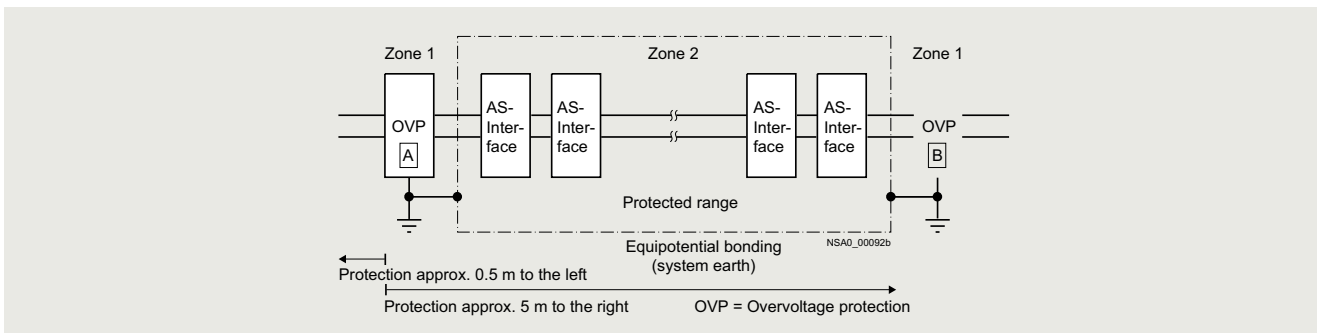 Zone 1
Zone 2
Zone 1
OVP
A
AS-
Inter-
face
AS-
Inter-
face
AS-
Inter-
face
AS-
Inter-
face
OVP
B
Protected range
Equipotential bonding
(system earth)
NSA0_00092b
Protection approx. 0.5 m to the left
Protection approx. 5 m to the right
OVP = Overvoltage protection